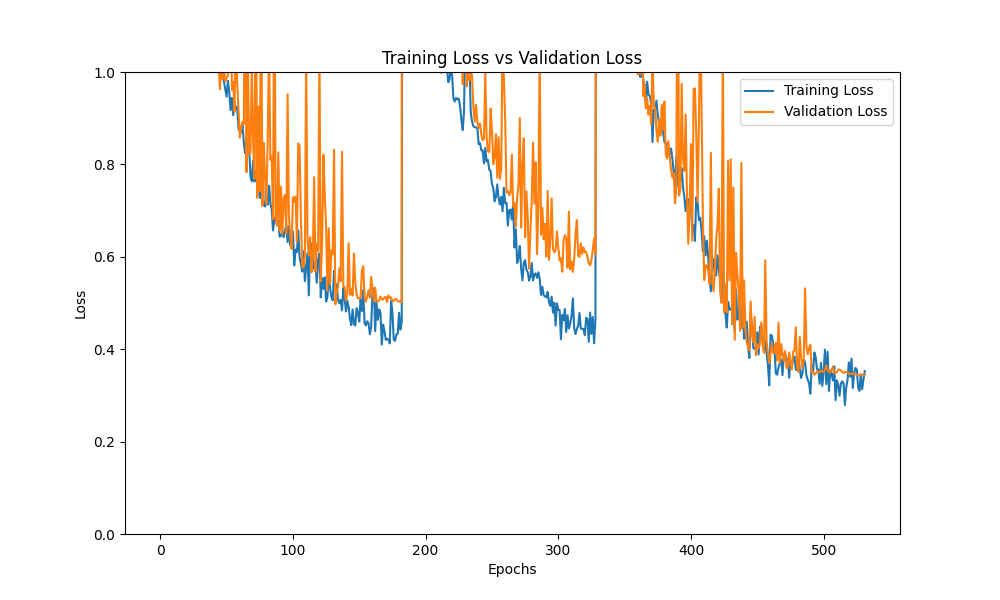 Training Loss vs Validation Loss
Training Loss
Validation Loss
1.0
0.8
0.6
0.4
0.2
0.0
Loss
0 100 200 300 400 500
Epochs